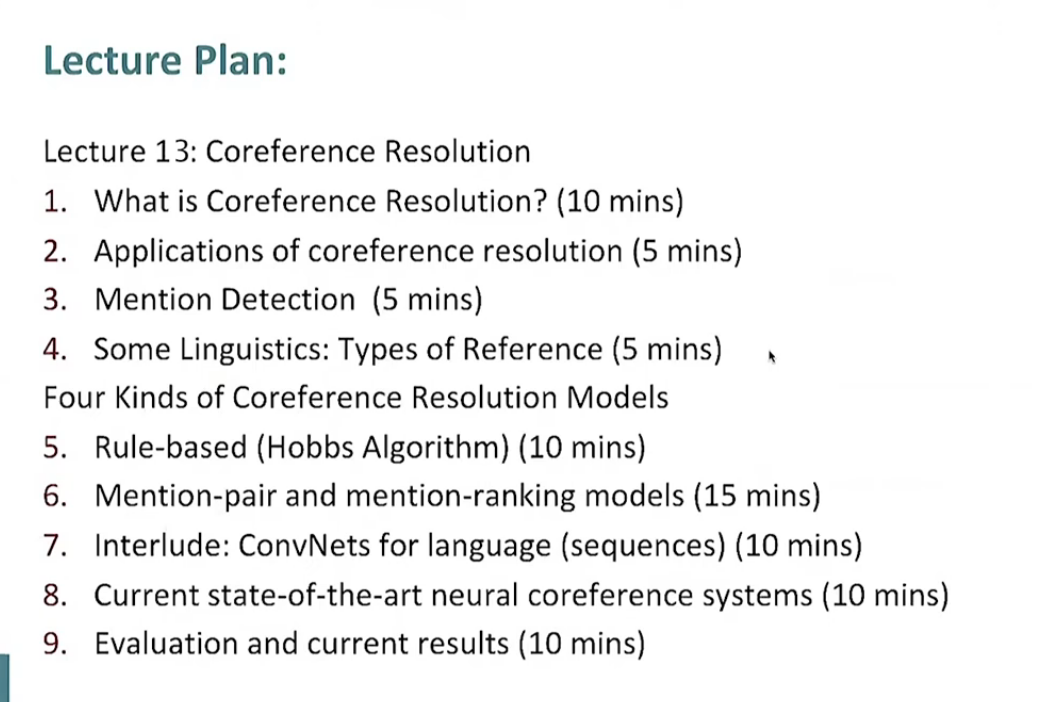 Lecture Plan:
Lecture 13: Coreference Resolution
1. What is Coreference Resolution? (10 mins)
2. Applications of coreference resolution (5 mins)
3. Mention Detection (5 mins)
4. Some Linguistics: Types of Reference (5 mins)
Four Kinds of Coreference Resolution Models
5. Rule-based (Hobbs Algorithm) (10 mins)
6. Mention-pair and mention-ranking models (15 mins)
7. Interlude: ConvNets for language (sequences) (10 mins)
8. Current state-of-the-art neural coreference systems (10 mins)
9. Evaluation and current results (10 mins)